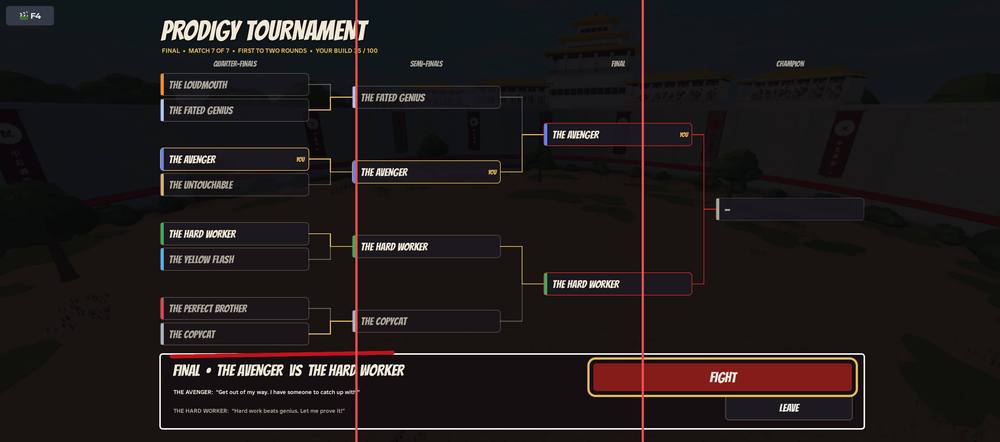 F4
PRODIGY TOURNAMENT
FINAL • MATCH 7 OF 7 • FIRST TO TWO ROUNDS • YOUR BUILD / 100
QUARTER-FINALS
SEMI-FINALS
FINAL
CHAMPION
THE LOUDMOUTH
THE FATED GENIUS
THE AVENGER YOU
THE UNTOUCHABLE
THE HARD WORKER
THE YELLOW FLASH
THE PERFECT BROTHER
THE COPYCAT
THE FATED GENIUS
THE AVENGER YOU
THE HARD WORKER
THE COPYCAT
THE AVENGER YOU
THE HARD WORKER
—
FINAL • THE AVENGER VS THE HARD WORKER
THE AVENGER: "Get out of my way. I have someone to catch up with."
THE HARD WORKER: "Hard work beats genius. Let me prove it!"
FIGHT
LEAVE